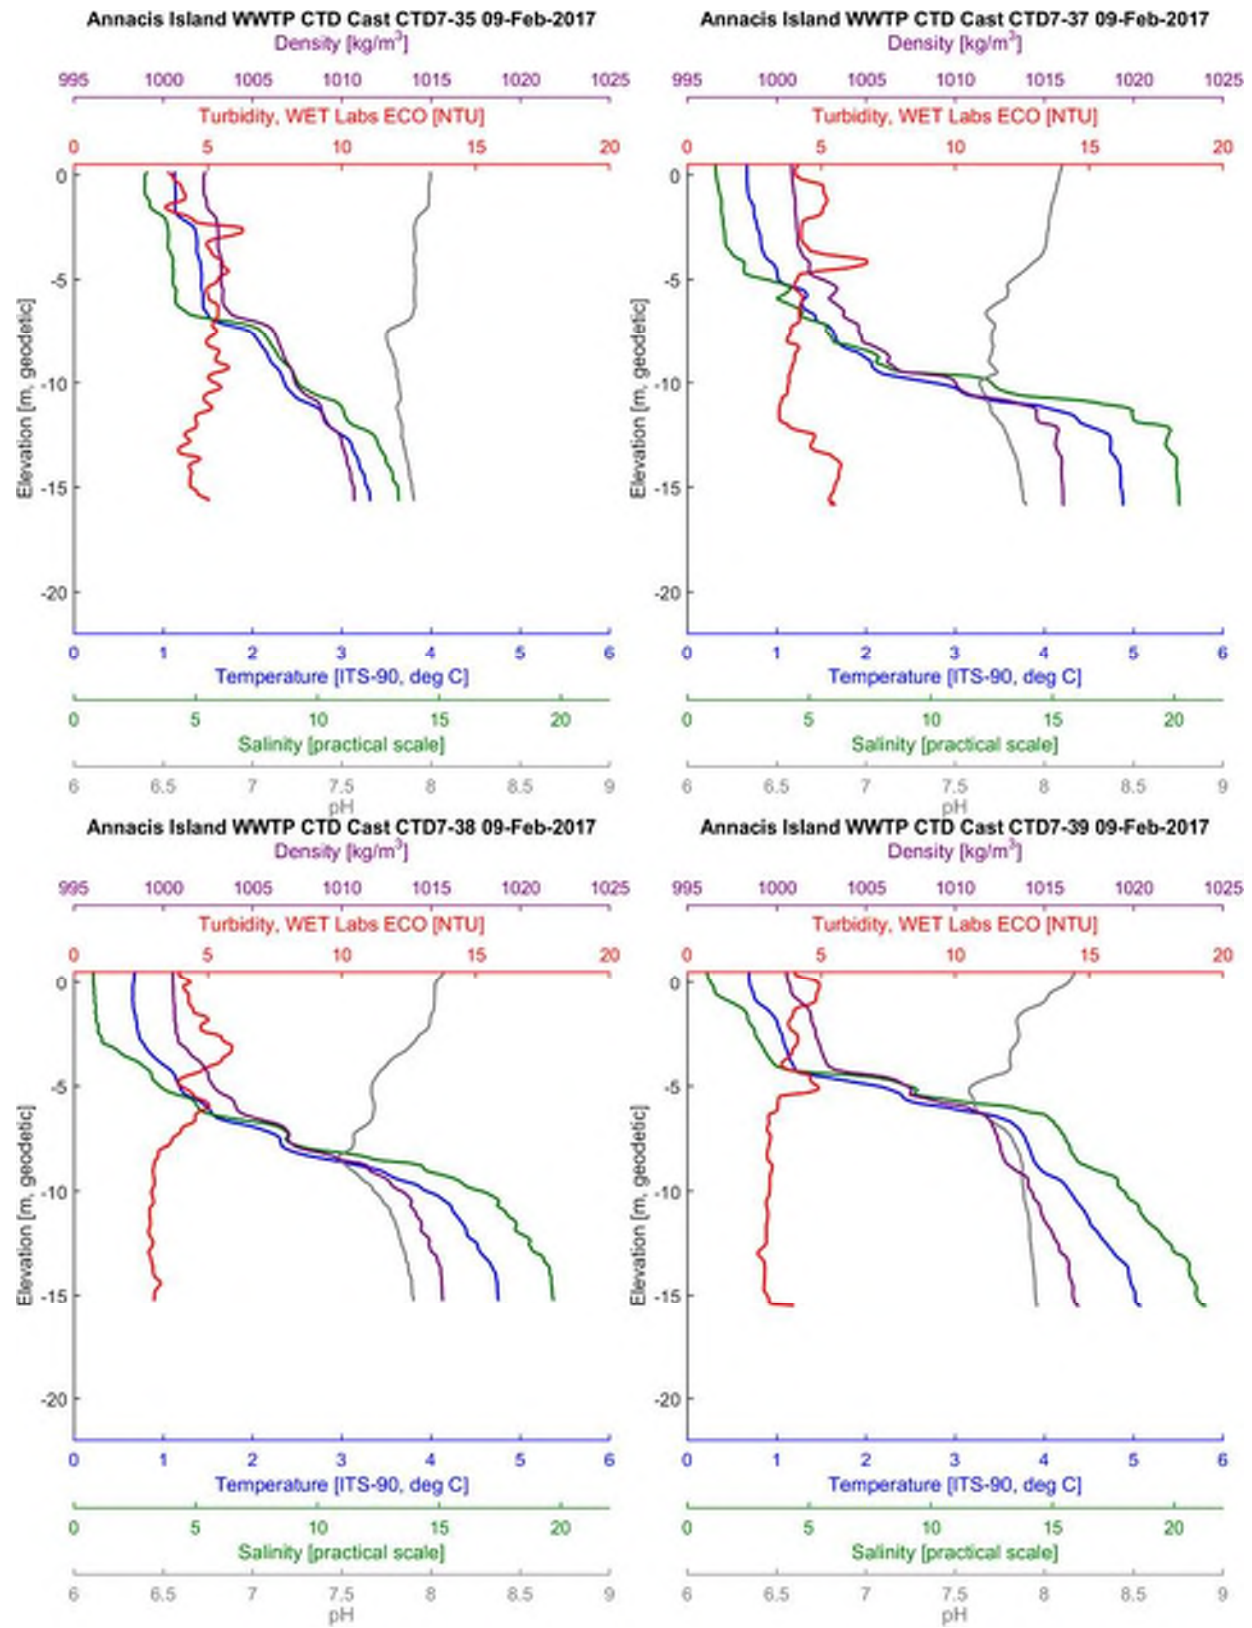 Annacis Island WWTP CTD Cast CTD7-35 09-Feb-2017
Density [kg/m³]
995 1000 1005 1010 1015 1020 1025
Turbidity, WET Labs ECO [NTU]
0 5 10 15 20
Elevation [m, geodetic]
0
-5
-10
-15
-20
0 1 2 3 4 5 6
Temperature [ITS-90, deg C]
0 5 10 15 20
Salinity [practical scale]
6 6.5 7 7.5 8 8.5 9
pH
Annacis Island WWTP CTD Cast CTD7-37 09-Feb-2017
Density [kg/m³]
995 1000 1005 1010 1015 1020 1025
Turbidity, WET Labs ECO [NTU]
0 5 10 15 20
Elevation [m, geodetic]
0
-5
-10
-15
-20
0 1 2 3 4 5 6
Temperature [ITS-90, deg C]
0 5 10 15 20
Salinity [practical scale]
6 6.5 7 7.5 8 8.5 9
pH
Annacis Island WWTP CTD Cast CTD7-38 09-Feb-2017
Density [kg/m³]
995 1000 1005 1010 1015 1020 1025
Turbidity, WET Labs ECO [NTU]
0 5 10 15 20
Elevation [m, geodetic]
0
-5
-10
-15
-20
0 1 2 3 4 5 6
Temperature [ITS-90, deg C]
0 5 10 15 20
Salinity [practical scale]
6 6.5 7 7.5 8 8.5 9
pH
Annacis Island WWTP CTD Cast CTD7-39 09-Feb-2017
Density [kg/m³]
995 1000 1005 1010 1015 1020 1025
Turbidity, WET Labs ECO [NTU]
0 5 10 15 20
Elevation [m, geodetic]
0
-5
-10
-15
-20
0 1 2 3 4 5 6
Temperature [ITS-90, deg C]
0 5 10 15 20
Salinity [practical scale]
6 6.5 7 7.5 8 8.5 9
pH